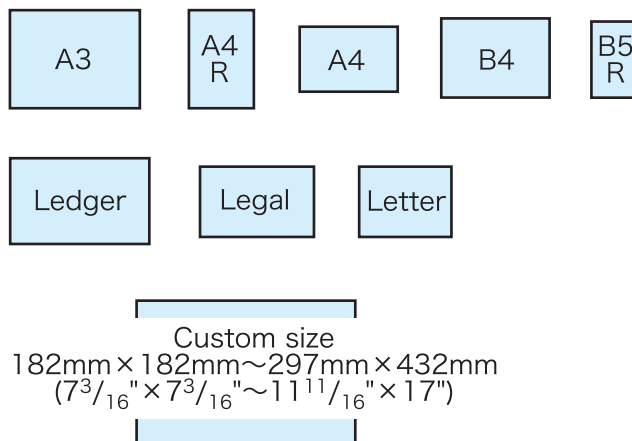 A3
A4
R
A4
B4
B5
R
Ledger
Legal
Letter
Custom size
182mm×182mm～297mm×432mm
(7³/₁₆"×7³/₁₆"～11¹¹/₁₆"×17")